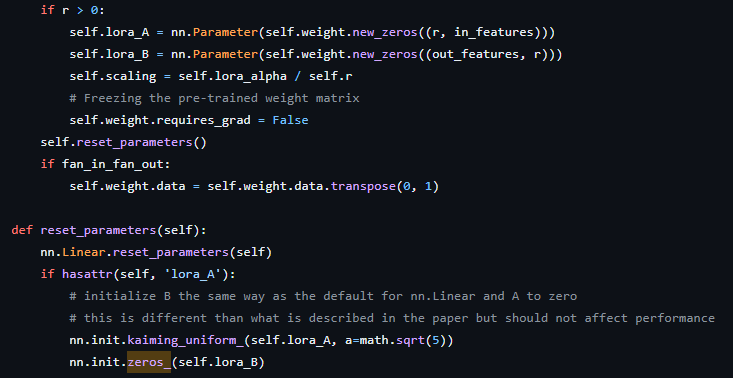 if r > 0:
self.lora_A = nn.Parameter(self.weight.new_zeros((r, in_features)))
self.lora_B = nn.Parameter(self.weight.new_zeros((out_features, r)))
self.scaling = self.lora_alpha / self.r
# Freezing the pre-trained weight matrix
self.weight.requires_grad = False
self.reset_parameters()
if fan_in_fan_out:
self.weight.data = self.weight.data.transpose(0, 1)
def reset_parameters(self):
nn.Linear.reset_parameters(self)
if hasattr(self, 'lora_A'):
# initialize B the same way as the default for nn.Linear and A to zero
# this is different than what is described in the paper but should not affect performance
nn.init.kaiming_uniform_(self.lora_A, a=math.sqrt(5))
nn.init.zeros_(self.lora_B)